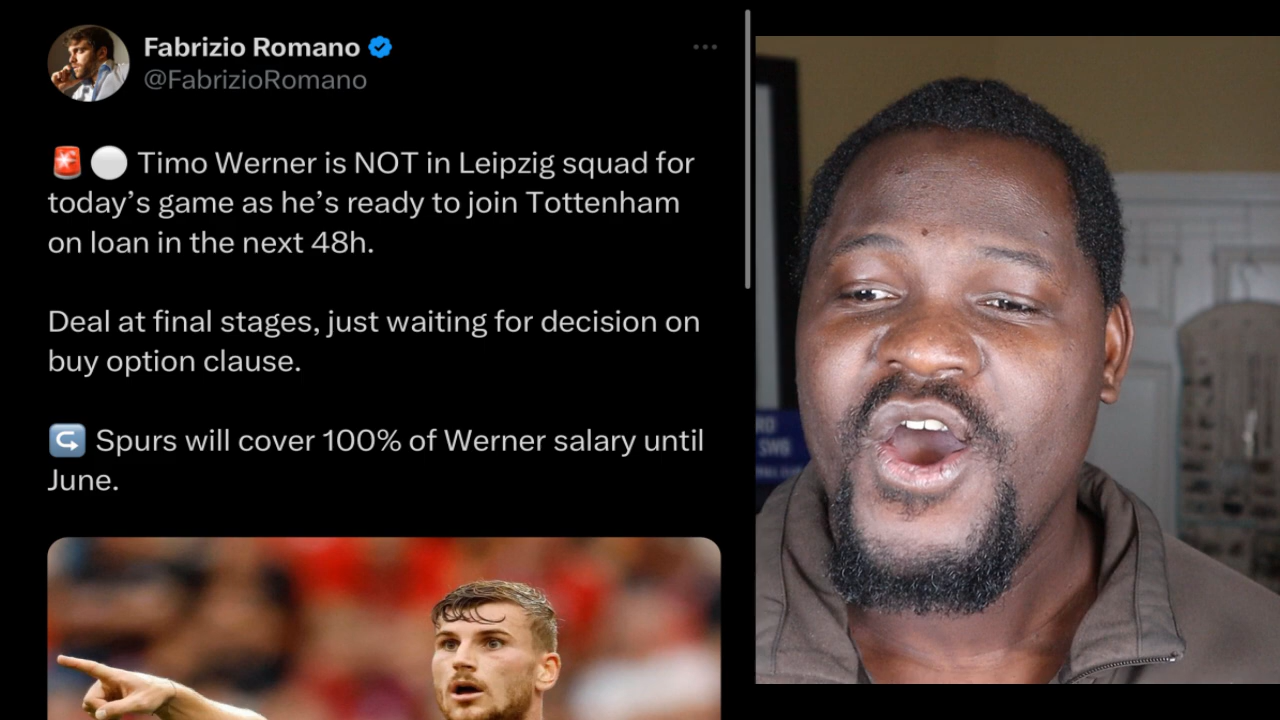 Fabrizio Romano
@FabrizioRomano
🚨⚪️ Timo Werner is NOT in Leipzig squad for
today’s game as he’s ready to join Tottenham
on loan in the next 48h.
Deal at final stages, just waiting for decision on
buy option clause.
↪️ Spurs will cover 100% of Werner salary until
June.
SWB